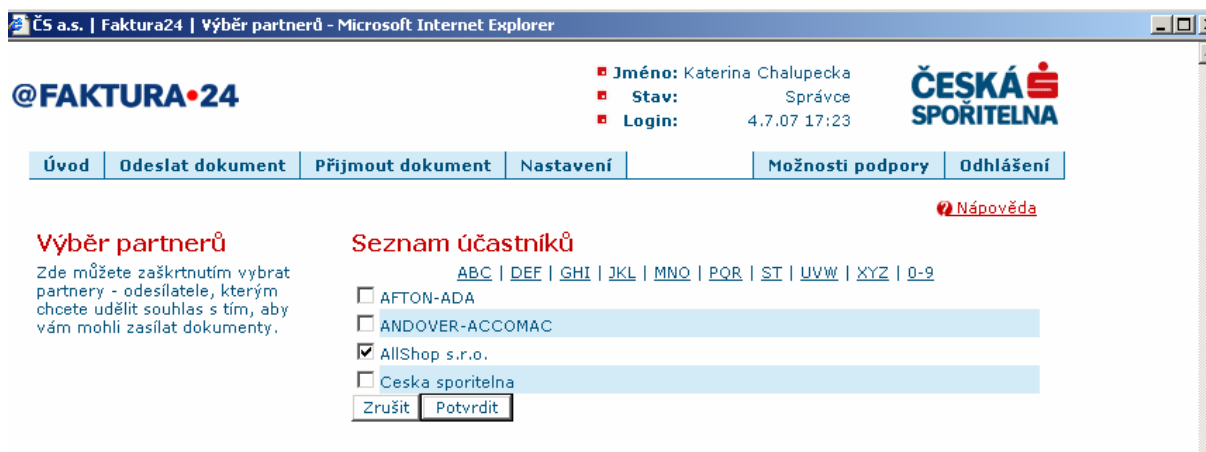 ČS a.s. | Faktura24 | Výběr partnerů - Microsoft Internet Explorer
@FAKTURA•24
Jméno: Katerina Chalupecka
Stav: Správce
Login: 4.7.07 17:23
ČESKÁ
SPOŘITELNA
Úvod Odeslat dokument Přijmout dokument Nastavení Možnosti podpory Odhlášení
Nápověda
Výběr partnerů
Zde můžete zaškrtnutím vybrat
partnery - odesílatele, kterým
chcete udělit souhlas s tím, aby
vám mohli zasílat dokumenty.
Seznam účastníků
ABC | DEF | GHI | JKL | MNO | PQR | ST | UVW | XYZ | 0-9
AFTON-ADA
ANDOVER-ACCOMAC
AllShop s.r.o.
Ceska sporitelna
Zrušit Potvrdit